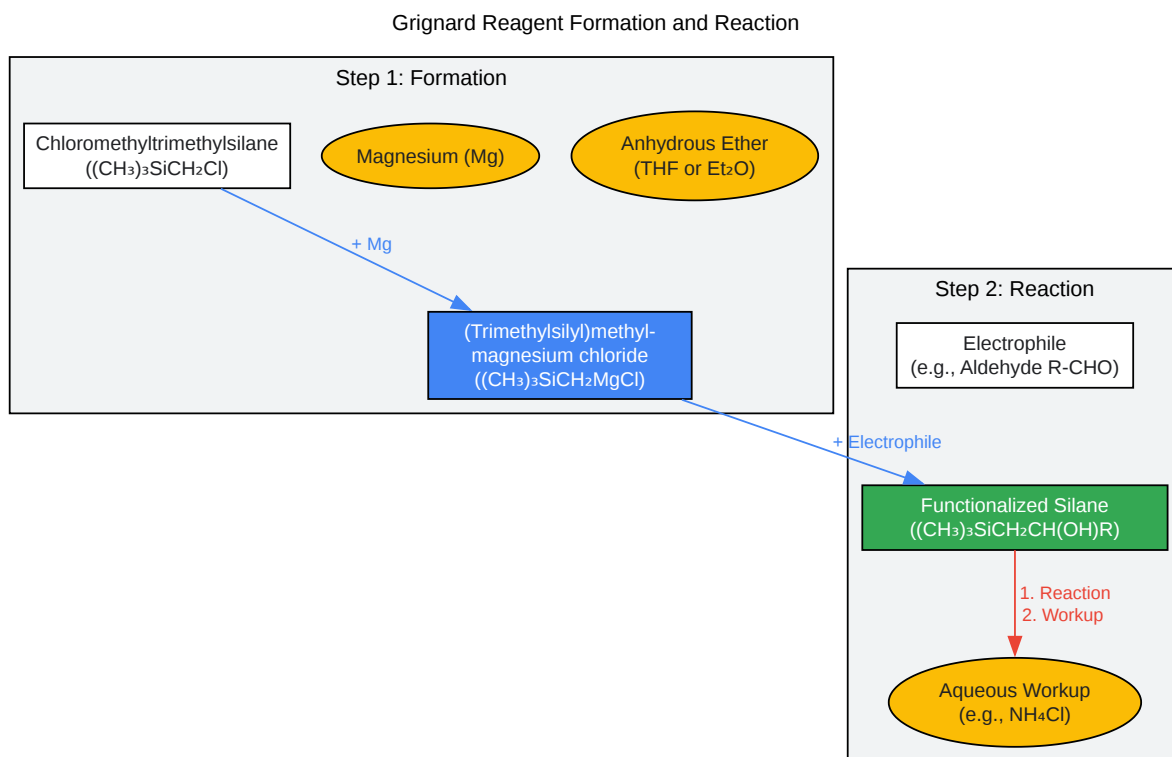 Grignard Reagent Formation and Reaction
Step 1: Formation
Chloromethyltrimethylsilane
((CH₃)₃SiCH₂Cl)
Magnesium (Mg)
Anhydrous Ether
(THF or Et₂O)
+ Mg
(Trimethylsilyl)methyl-
magnesium chloride
((CH₃)₃SiCH₂MgCl)
Step 2: Reaction
Electrophile
(e.g., Aldehyde R-CHO)
+ Electrophile
Functionalized Silane
((CH₃)₃SiCH₂CH(OH)R)
1. Reaction
2. Workup
Aqueous Workup
(e.g., NH₄Cl)